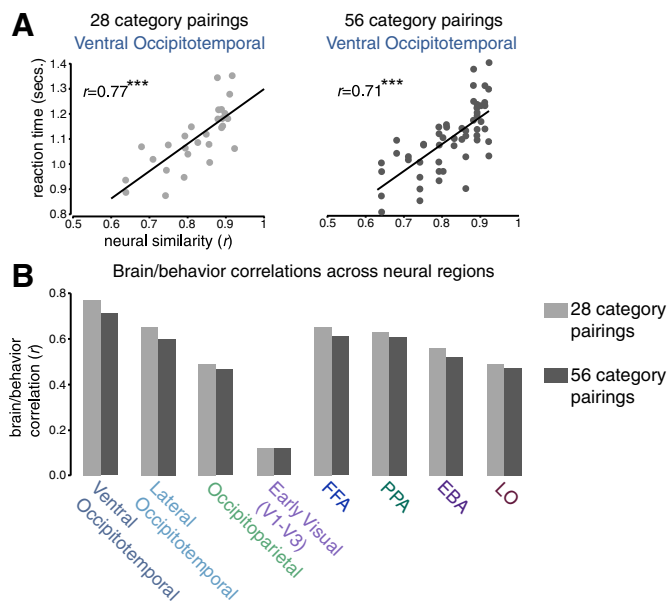 A
28 category pairings
Ventral Occipitotemporal
56 category pairings
Ventral Occipitotemporal
reaction time (secs.)
1.4
1.3
1.2
1.1
1.0
0.9
0.8
r=0.77***
r=0.71***
0.5
0.6
0.7
0.8
0.9
1
neural similarity (r)
0.5
0.6
0.7
0.8
0.9
1
B
Brain/behavior correlations across neural regions
brain/behavior
correlation (r)
0.8
0.6
0.4
0.2
0.0
28 category
pairings
56 category
pairings
Ventral
Occipitotemporal
Lateral
Occipitotemporal
Occipitoparietal
Early Visual
(V1-V3)
FFA
PPA
EBA
LO